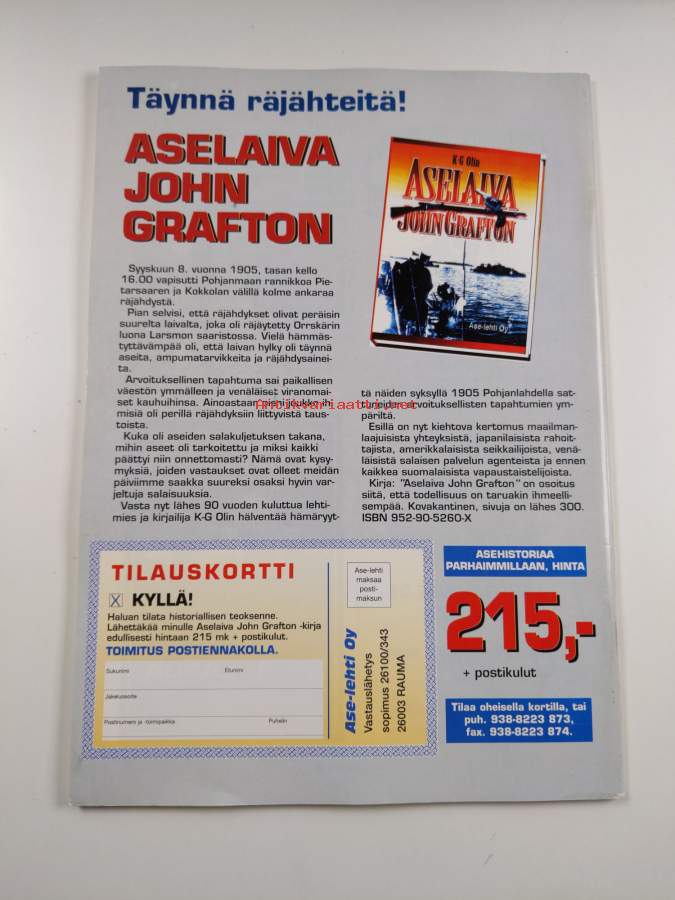 Täynnä räjähteitä!
ASELAIVA
JOHN
GRAFTON
K-G Olin
ASELAIVA
JOHN GRAFTON
Ase-lehti Oy
Syyskuun 8. vuonna 1905, tasan kello
16.00 vapisutti Pohjanmaan rannikkoa Pie-
tarsaaren ja Kokkolan välillä kolme ankaraa
räjähdystä.
Pian selvisi, että räjähdykset olivat peräisin
suurelta laivalta, joka oli räjäytetty Orrskärin
luona Larsmon saaristossa. Vielä hämmäs-
tyttävämpää oli, että laivan hylky oli täynnä
aseita, ampumatarvikkeita ja räjähdysainei-
ta.
Arvoituksellinen tapahtuma sai paikallisen
väestön ymmälleen ja venäläiset viranomai-
set kauhuihinsa. Ainoastaan pieni joukko ih-
misiä oli perillä räjähdyksiin liittyvistä taus-
toista.
Kuka oli aseiden salakuljetuksen takana,
mihin aseet oli tarkoitettu ja miksi kaikki
päättyi niin onnettomasti? Nämä ovat kysy-
myksiä, joiden vastaukset ovat olleet meidän
päiviimme saakka suureksi osaksi hyvin var-
jeltuja salaisuuksia.
Vasta nyt lähes 90 vuoden kuluttua lehti-
mies ja kirjailija K-G Olin hälventää hämäryyt-
tä näiden syksyllä 1905 Pohjanlahdella sat-
tuneiden arvoituksellisten tapahtumien ym-
päriltä.
Esillä on nyt kiehtova kertomus maailman-
laajuisista yhteyksistä, japanilaisista rahoit-
tajista, amerikkalaisista seikkailijoista, venä-
läisistä salaisen palvelun agenteista ja ennen
kaikkea suomalaisista vapaustaistelijoista.
Kirja: "Aselaiva John Grafton" on osoitus
siitä, että todellisuus on taruakin ihmeelli-
sempää. Kovakantinen, sivuja on lähes 300.
ISBN 952-90-5260-X
Antikvariaatti.net
TILAUSKORTTI
X KYLLÄ!
Haluan tilata historiallisen teoksenne.
Lähettäkää minulle Aselaiva John Grafton -kirja
edullisesti hintaan 215 mk + postikulut.
TOIMITUS POSTIENNAKOLLA.
Sukunimi Etunimi
Jakeluosoite
Postinumero ja -toimipaikka Puhelin
Ase-lehti
maksaa
posti-
maksun
Ase-lehti Oy
Vastauslähetys
sopimus 26100/343
26003 RAUMA
ASEHISTORIAA
PARHAIMMILLAAN, HINTA
215,-
+ postikulut
Tilaa oheisella kortilla, tai
puh. 938-8223 873,
fax. 938-8223 874.